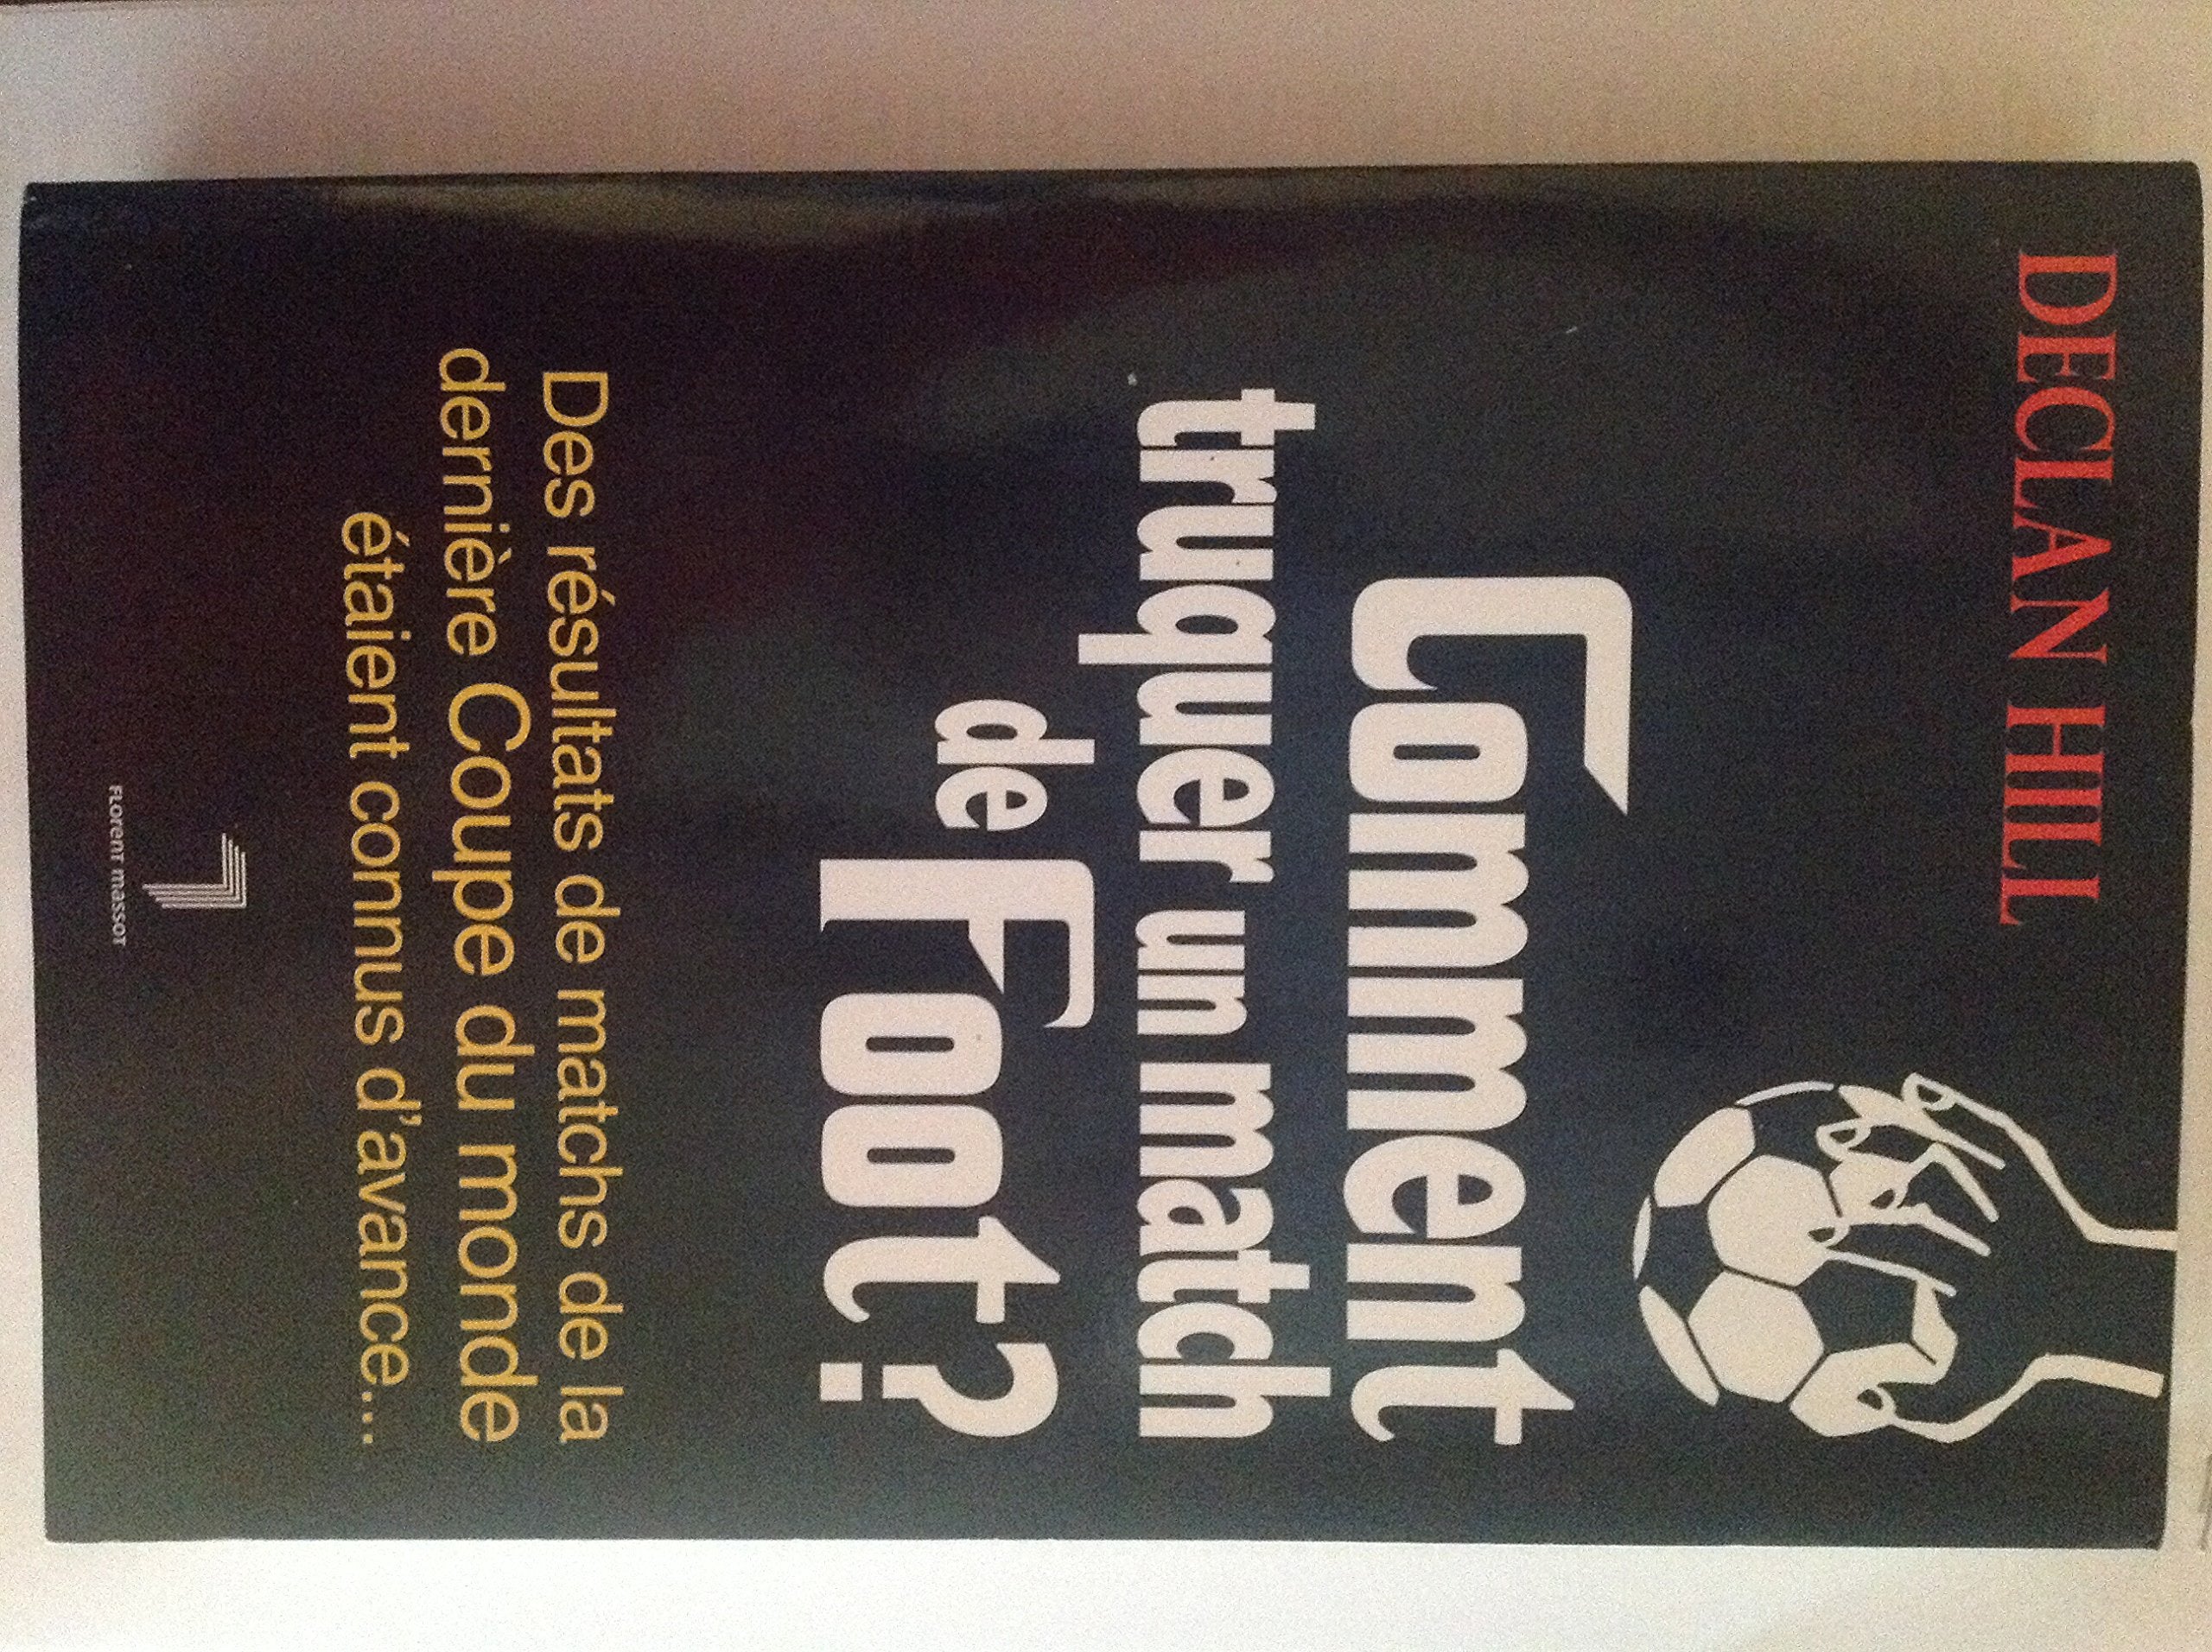 DECLAN HILL
Comment
truquer un match
de Foot?
Des résultats de matchs de la
dernière Coupe du monde
étaient connus d'avance...
FLORENT MASSOT